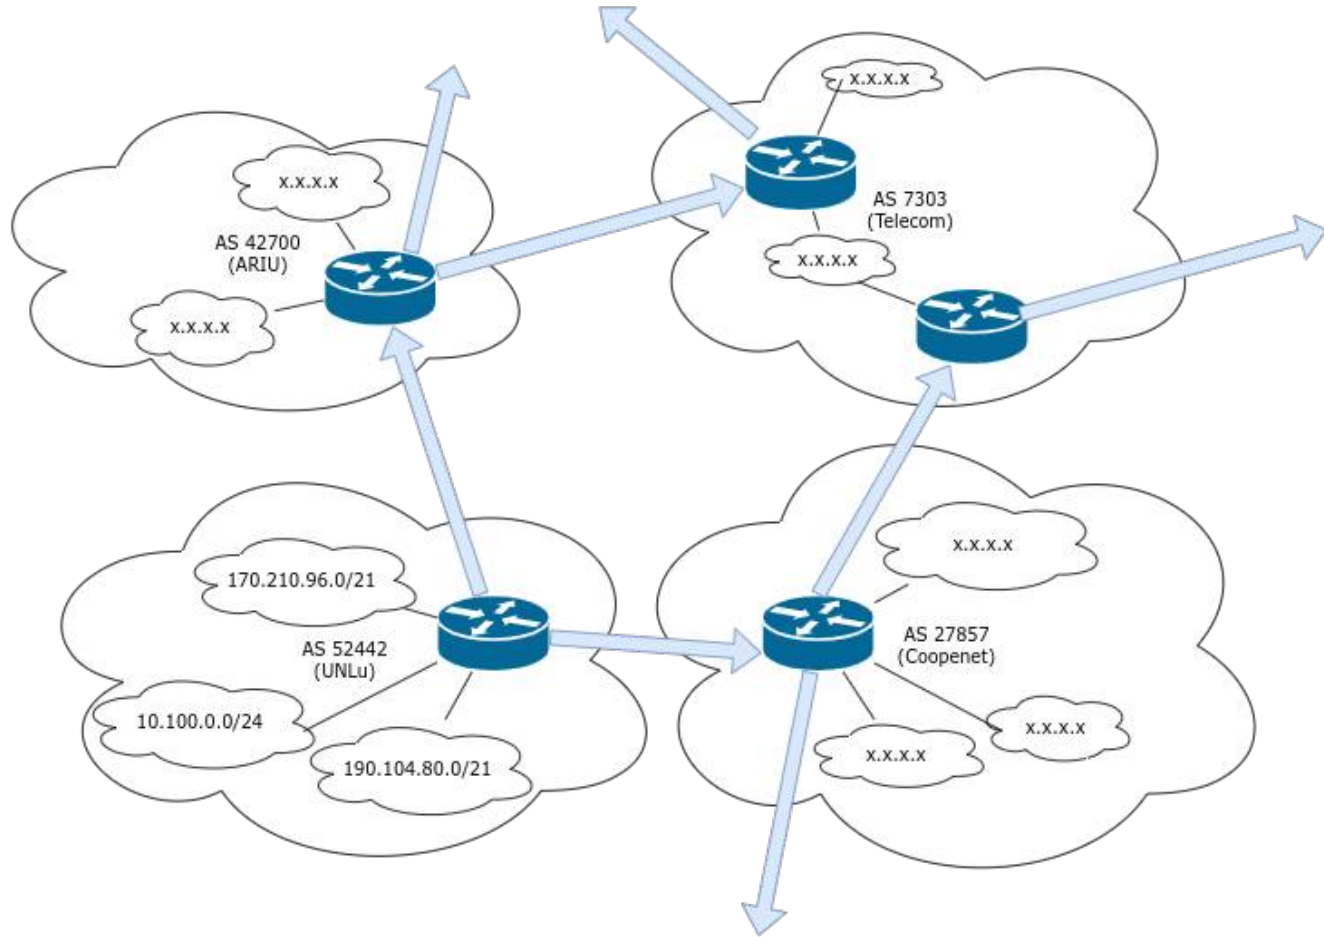 x.x.x.x
x.x.x.x
AS 42700
(ARIU)
x.x.x.x
AS 7303
(Telecom)
x.x.x.x
170.210.96.0/21
AS 52442
(UNLu)
10.100.0.0/24
190.104.80.0/21
x.x.x.x
AS 27857
(Coopenet)
x.x.x.x
x.x.x.x